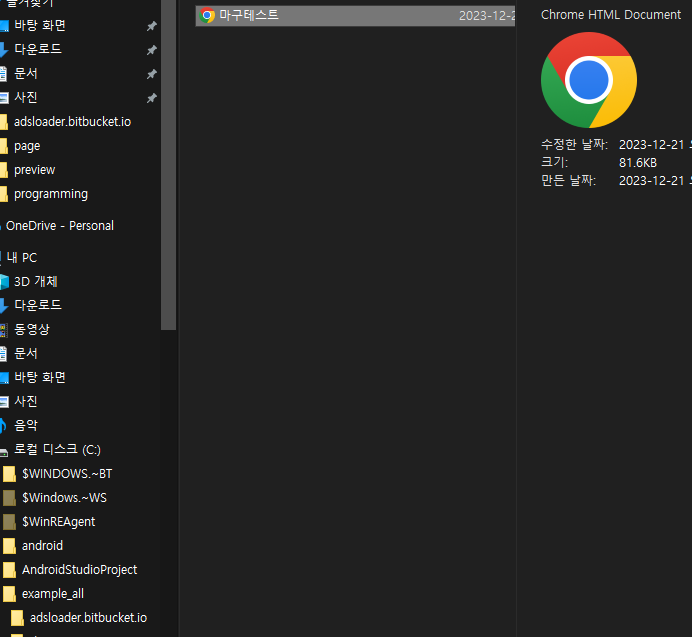 즐겨찾기
바탕 화면
다운로드
문서
사진
adsloader.bitbucket.io
page
preview
programming
OneDrive - Personal
내 PC
3D 개체
다운로드
동영상
문서
바탕 화면
사진
음악
로컬 디스크 (C:)
$WINDOWS.~BT
$Windows.~WS
$WinREAgent
android
AndroidStudioProject
example_all
adsloader.bitbucket.io
마구테스트 2023-12-2
Chrome HTML Document
수정한 날짜: 2023-12-21
크기: 81.6KB
만든 날짜: 2023-12-21